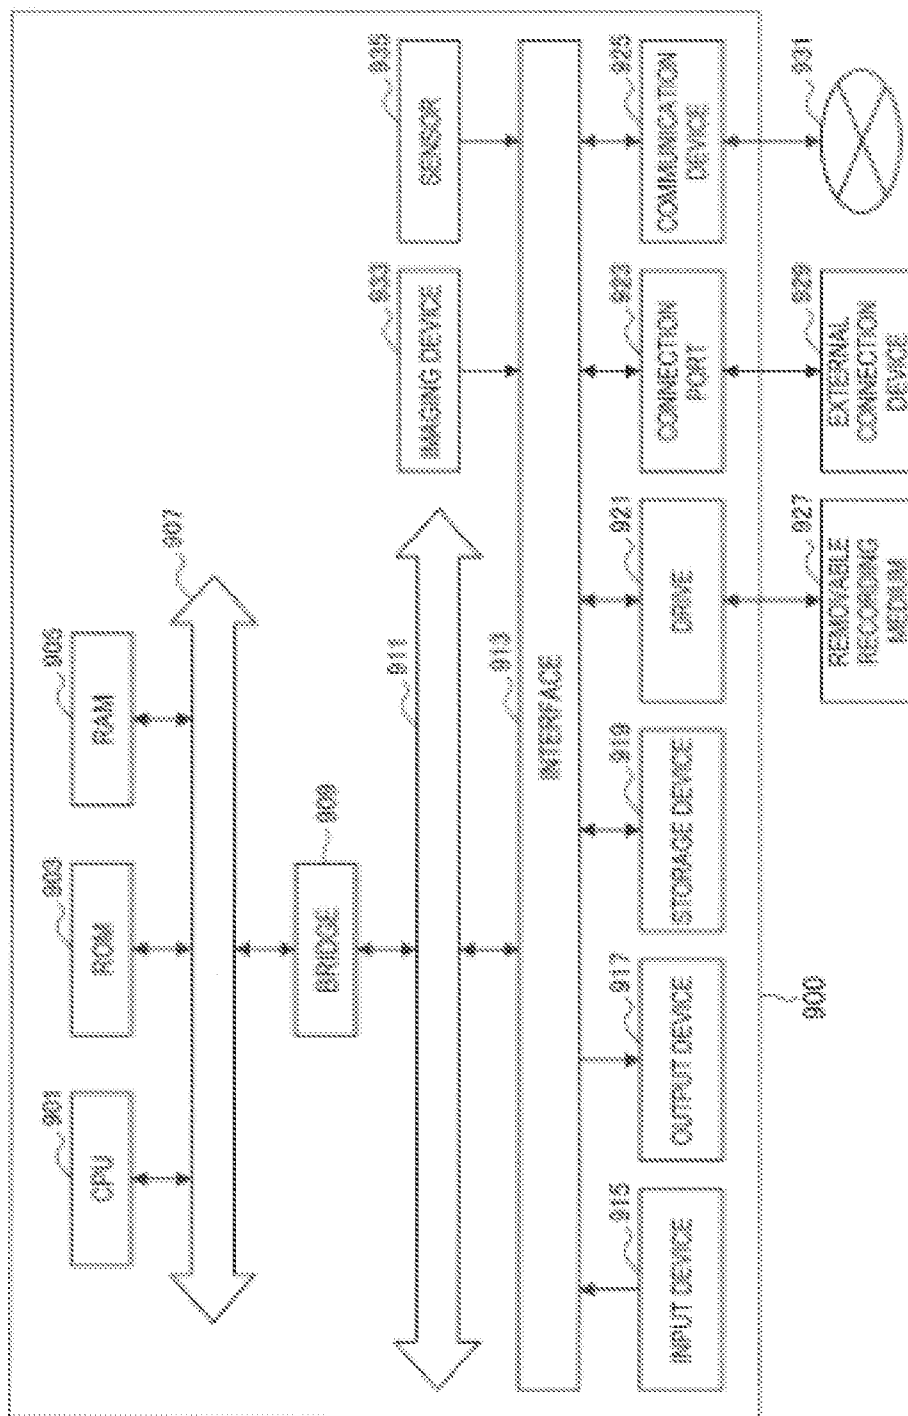 901
CPU
903
ROM
905
RAM
907
909
BRIDGE
911
933
IMAGING DEVICE
935
SENSOR
913
INTERFACE
915
INPUT DEVICE
917
OUTPUT DEVICE
919
STORAGE DEVICE
921
DRIVE
923
CONNECTION
PORT
925
COMMUNICATION
DEVICE
900
927
REMOVABLE
RECORDING
MEDIUM
929
EXTERNAL
CONNECTION
DEVICE
931